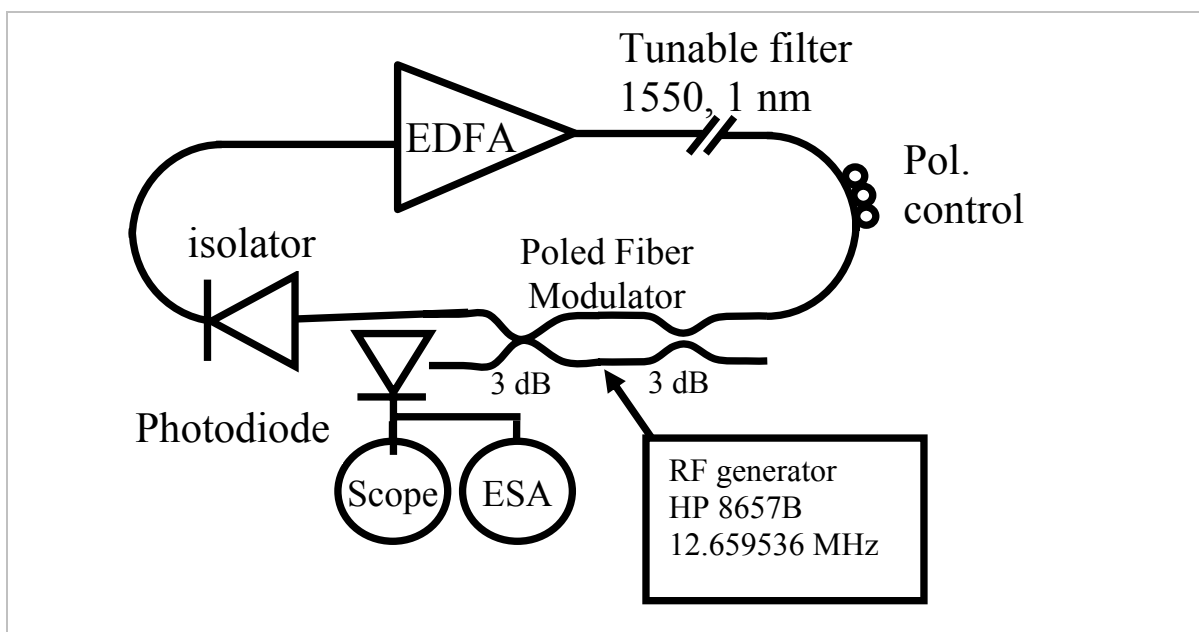 Tunable filter
1550, 1 nm
EDFA
Pol.
control
isolator
Poled Fiber
Modulator
3 dB
3 dB
Photodiode
Scope
ESA
RF generator
HP 8657B
12.659536 MHz